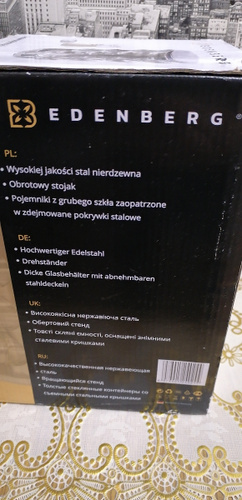 EDENBERG®
PL:
• Wysokiej jakości stal nierdzewna
• Obrotowy stojak
• Pojemniki z grubego szkła zaopatrzone
w zdejmowane pokrywki stalowe
DE:
• Hochwertiger Edelstahl
• Drehständer
• Dicke Glasbehälter mit abnehmbaren
stahldeckeln
UK:
• Високоякісна нержавіюча сталь
• Обертовий стенд
• Товсті скляні ємності, оснащені знімними
сталевими кришками
RU:
• Высококачественная нержавеющая
сталь
• Вращающийся стенд
• Толстые стеклянные контейнеры со
съемными стальными крышками